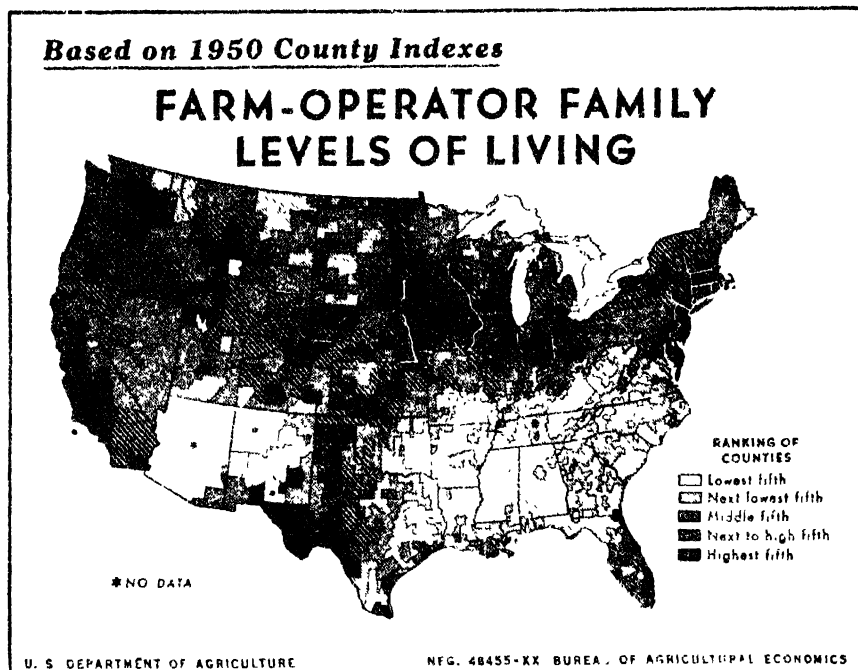 Based on 1950 County Indexes
FARM-OPERATOR FAMILY
LEVELS OF LIVING
RANKING OF
COUNTIES
Lowest fifth
Next lowest fifth
Middle fifth
Next to high fifth
Highest fifth
*NO DATA
U. S DEPARTMENT OF AGRICULTURE
NEG. 48455-XX BUREA. OF AGRICULTURAL ECONOMICS